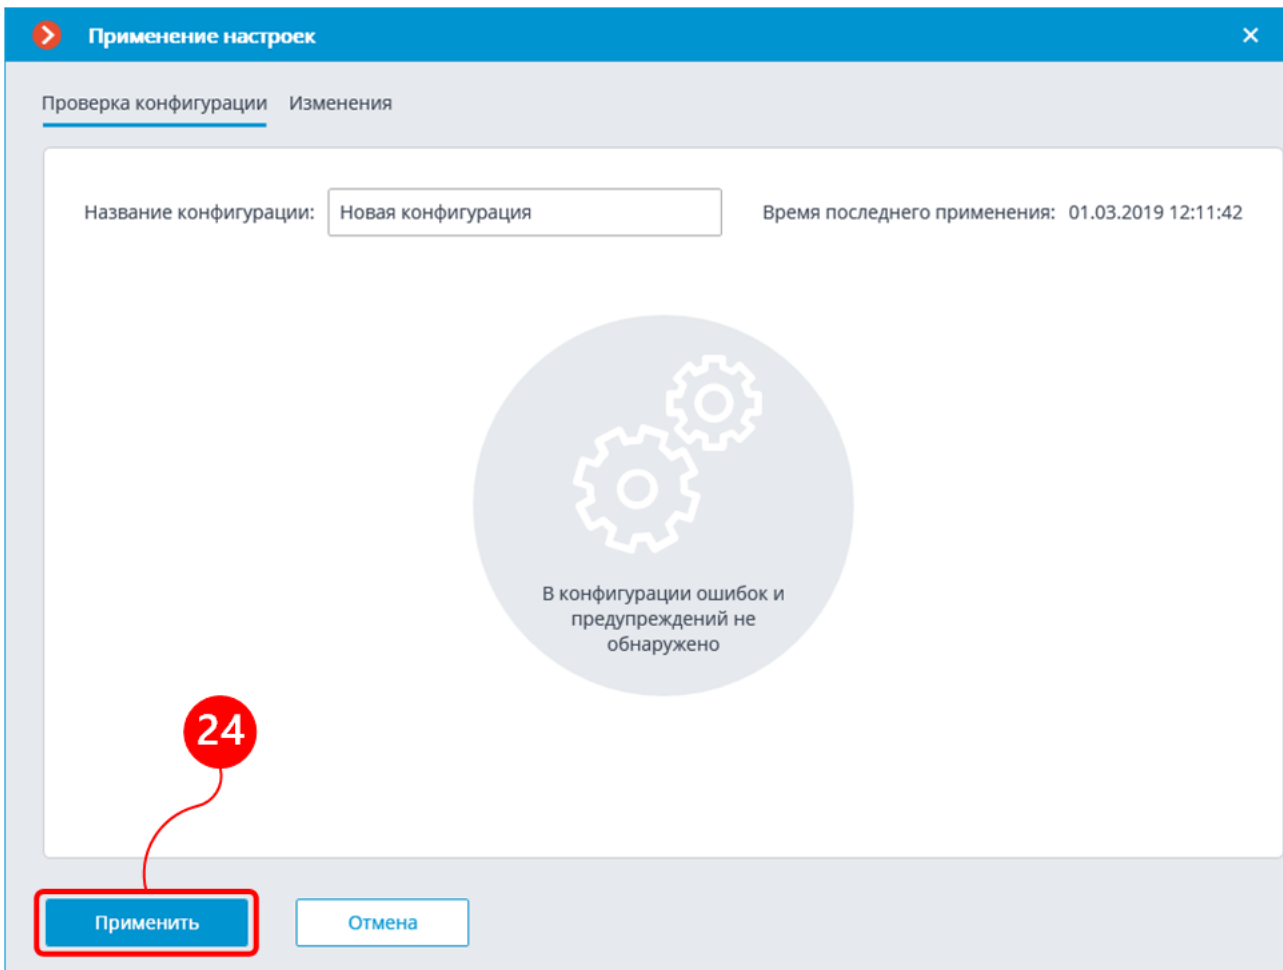 Применение настроек
Проверка конфигурации Изменения
Название конфигурации: Новая конфигурация Время последнего применения: 01.03.2019 12:11:42
В конфигурации ошибок и
предупреждений не
обнаружено
24
Применить Отмена